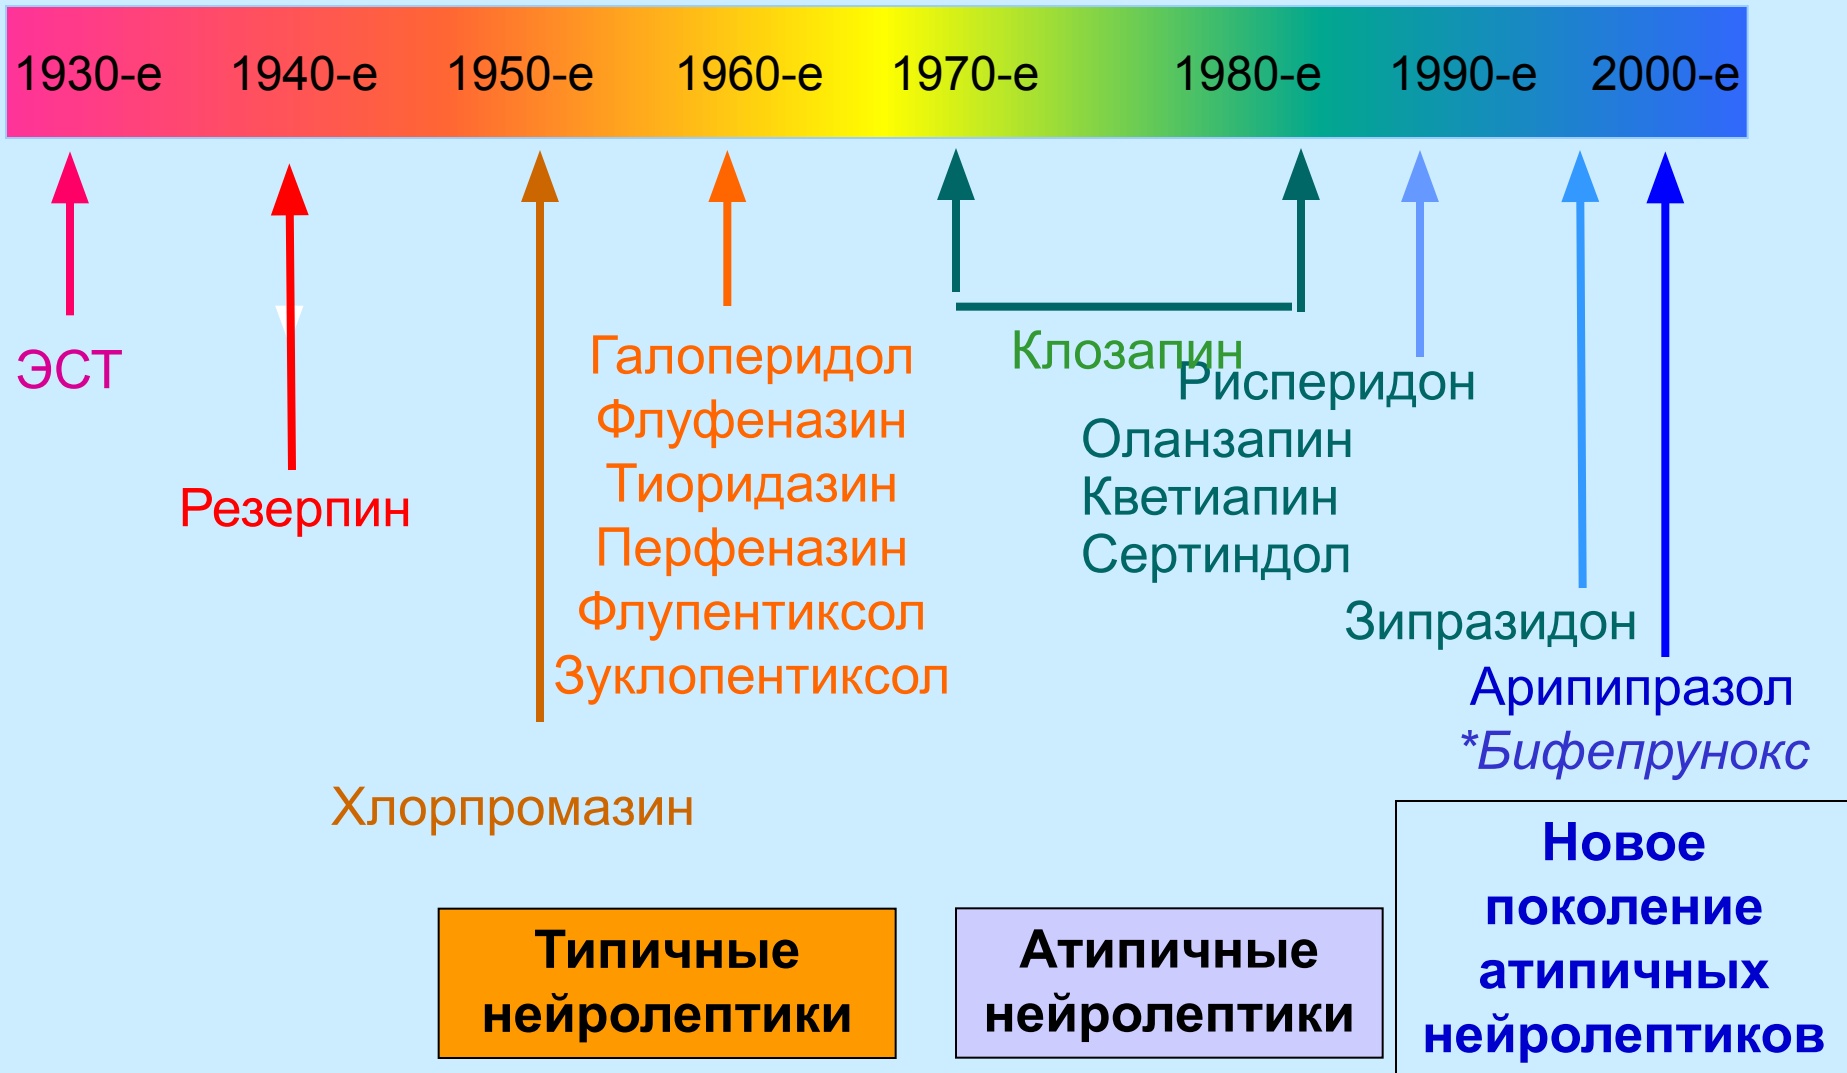 1930-е 1940-е 1950-е 1960-е 1970-е 1980-е 1990-е 2000-е
ЭСТ
Резерпин
Хлорпромазин
Галоперидол
Флуфеназин
Тиоридазин
Перфеназин
Флупентиксол
Зуклопентиксол
Клозапин
Рисперидон
Оланзапин
Кветиапин
Сертиндол
Зипразидон
Арипипразол
*Бифепрунокс
Типичные
нейролептики
Атипичные
нейролептики
Новое
поколение
атипичных
нейролептиков